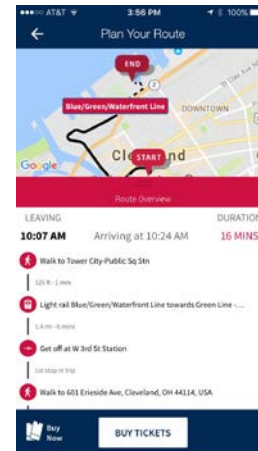 AT&T 3:56 PM 100%
Plan Your Route
END
2
Blue/Green/Waterfront Line
DOWNTOWN
START
Google
Route Overview
LEAVING DURATION
10:07 AM Arriving at 10:24 AM 16 MINS
Walk to Tower City-Public Sq Stn
325 ft - 1 min
Light rail Blue/Green/Waterfront Line towards Green Line -...
1.4 mi - 6 mins
Get off at W 3rd St Station
1st stop in trip
Walk to 601 Erieside Ave, Cleveland, OH 44114, USA
Buy
Now
BUY TICKETS